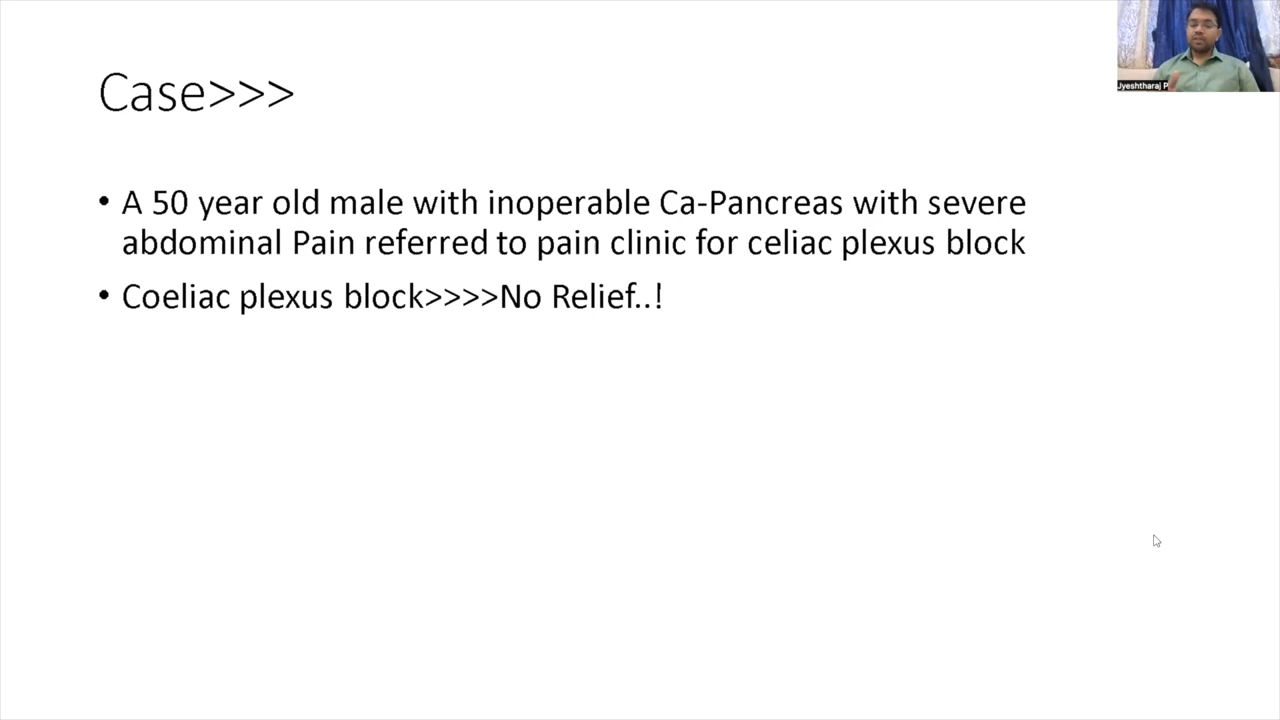 Case>>>
Jyeshtharaj P
• A 50 year old male with inoperable Ca-Pancreas with severe
abdominal Pain referred to pain clinic for celiac plexus block
• Coeliac plexus block>>>>No Relief..!